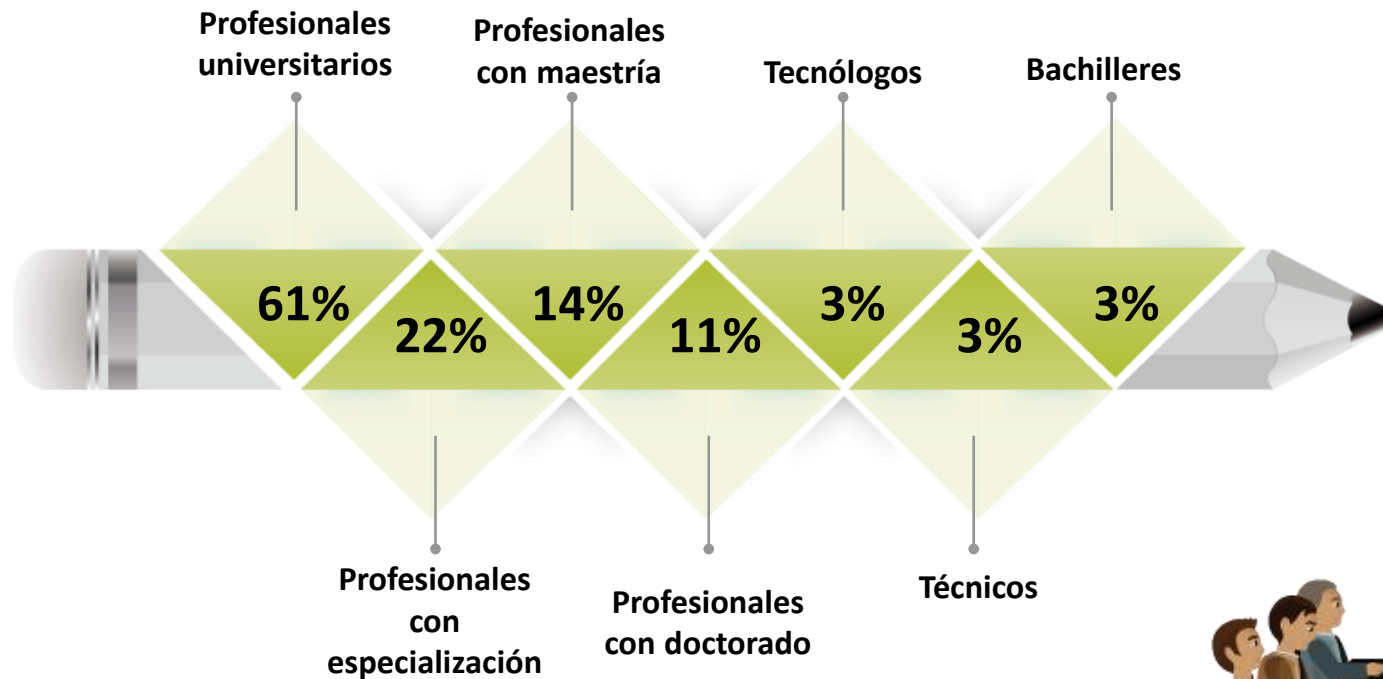 Profesionales
universitarios
Profesionales
con maestría
Tecnólogos
Bachilleres
61%
22%
14%
11%
3%
3%
3%
Profesionales
con
especialización
Profesionales
con doctorado
Técnicos